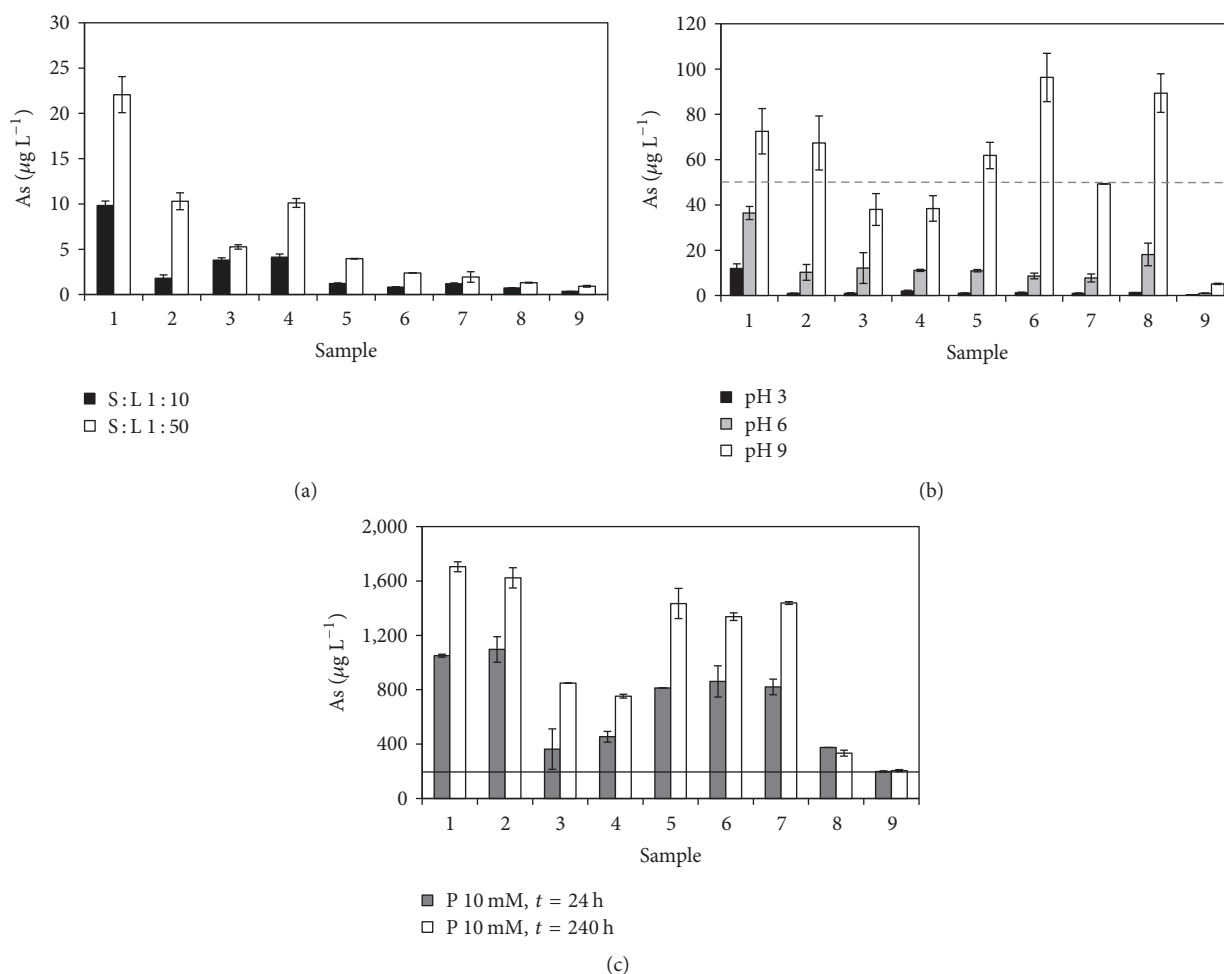 30
25
20
15
10
5
0
As (μg L⁻¹)
1 2 3 4 5 6 7 8 9
Sample
S:L 1:10
S:L 1:50
(a)
120
100
80
60
40
20
0
As (μg L⁻¹)
1 2 3 4 5 6 7 8 9
Sample
pH 3
pH 6
pH 9
(b)
2,000
1,600
1,200
800
400
0
As (μg L⁻¹)
1 2 3 4 5 6 7 8 9
Sample
P 10 mM, t = 24 h
P 10 mM, t = 240 h
(c)